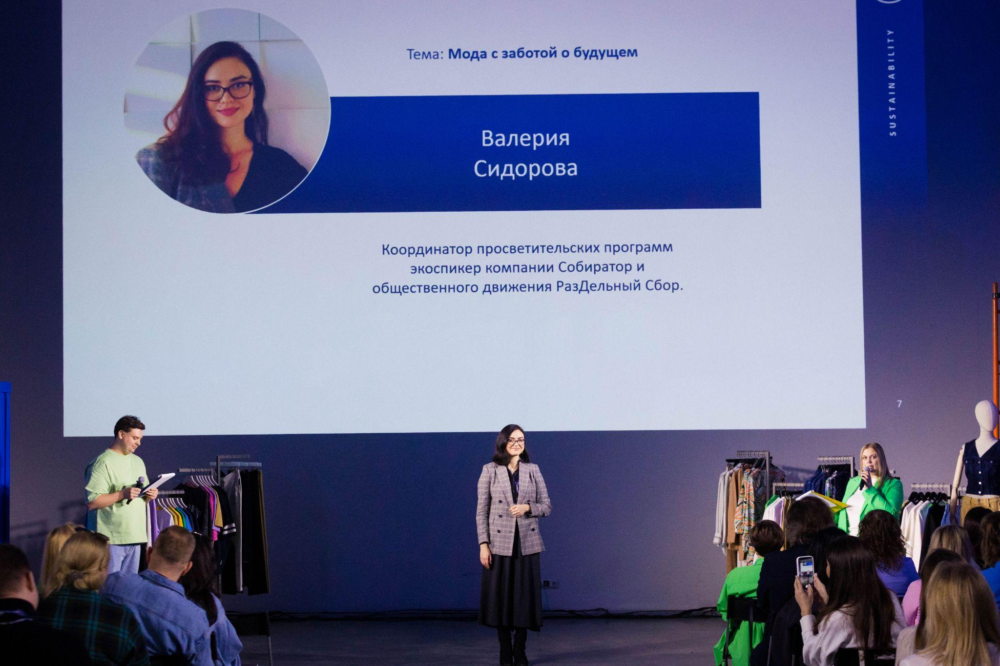 Тема: Мода с заботой о будущем
Валерия
Сидорова
Координатор просветительских программ
экоспикер компании Собиратор и
общественного движения РазДельный Сбор.
SUSTAINABILITY
7